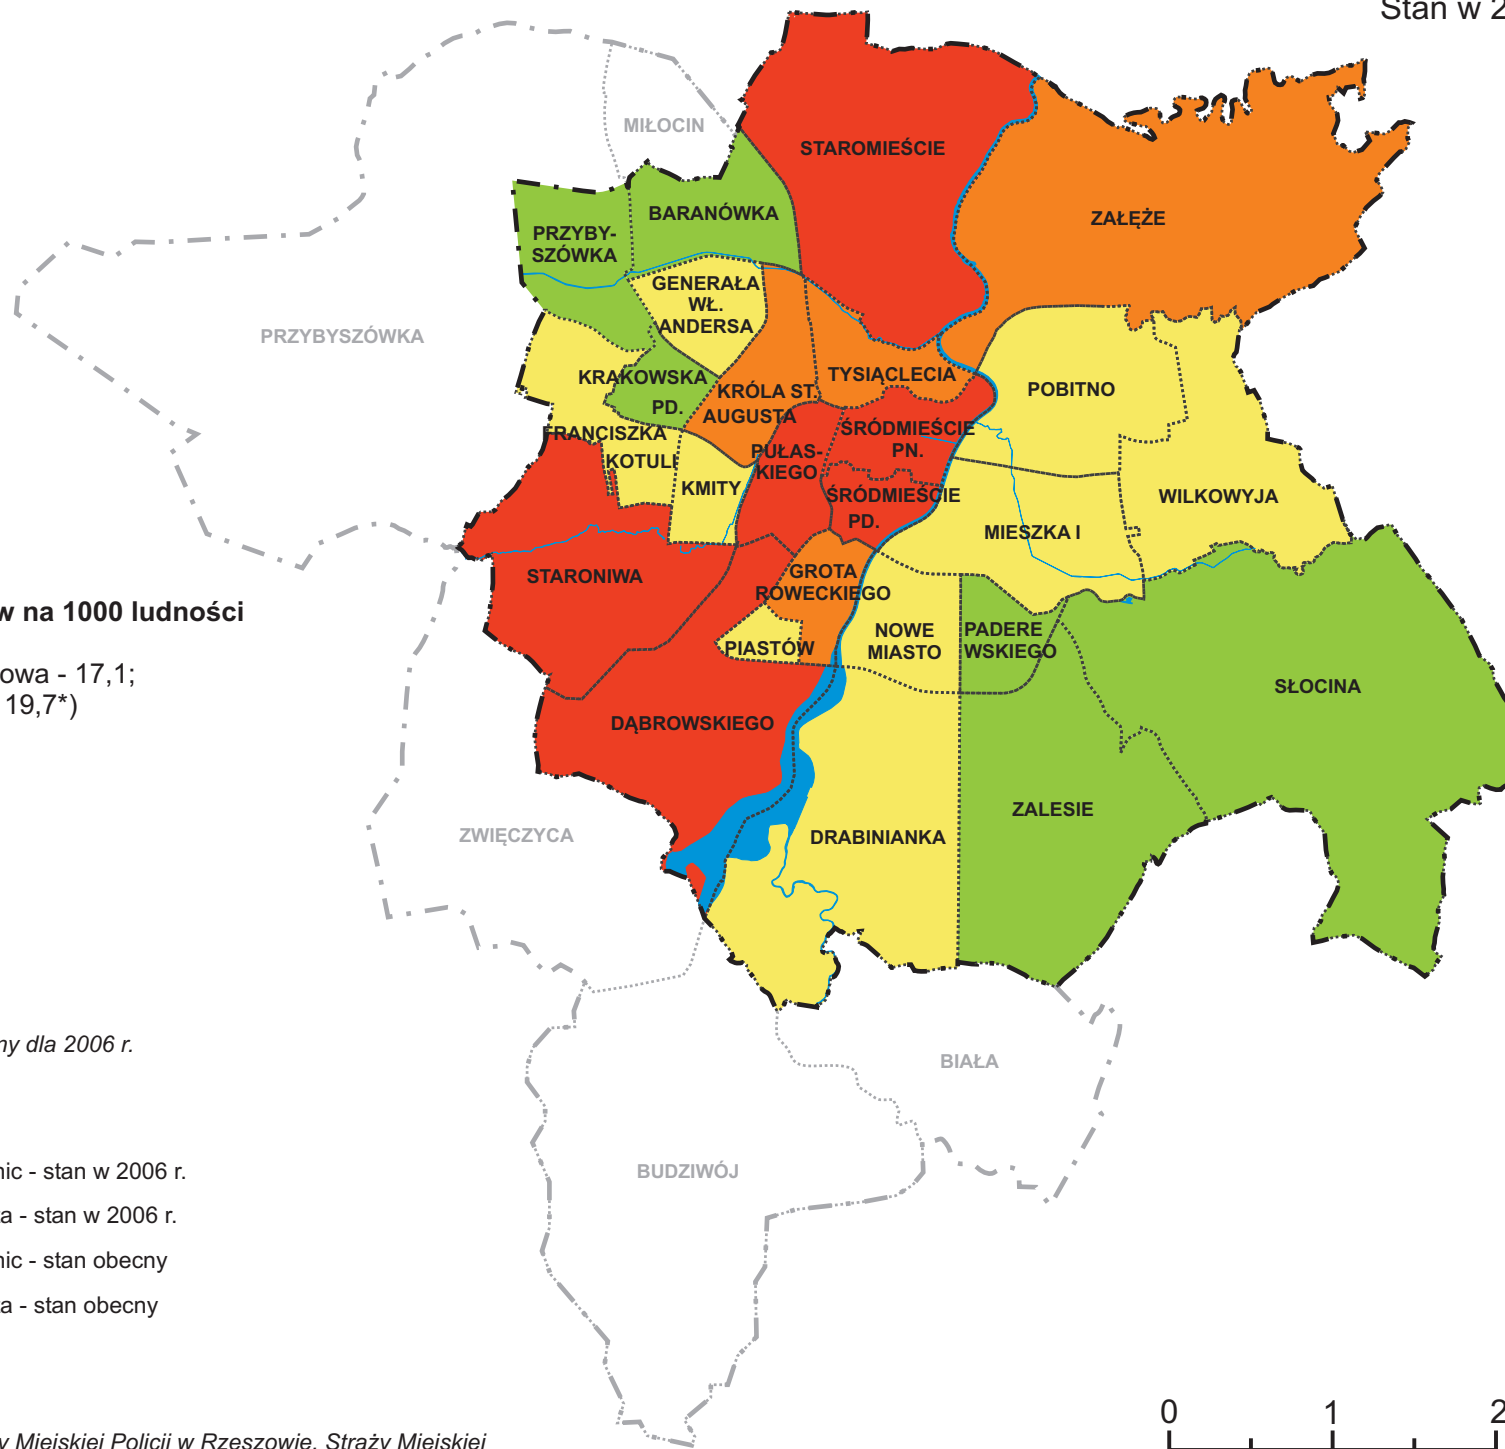 Stan w 2
MIŁOCIN
STAROMIEŚCIE
BARANÓWKA
ZAŁĘŻE
PRZYBY-
SZÓWKA
GENERAŁA
WŁ.
ANDERSA
PRZYBYSZÓWKA
KRAKOWSKA
PD.
TYSIĄCLECIA
POBITNO
KRÓLA ST.
AUGUSTA
FRANCISZKA
KOTULI
ŚRÓDMIEŚCIE
PN.
PUŁAS-
KIEGO
KMITY
ŚRÓDMIEŚCIE
PD.
WILKOWYJA
MIESZKA I
STARONIWA
GROTA
ROWECKIEGO
w na 1000 ludności
NOWE
MIASTO
PADERE
WSKIEGO
PIASTÓW
owa - 17,1;
19,7*)
SŁOCINA
DĄBROWSKIEGO
ZALESIE
ZWIĘCZYCA
DRABINIANKA
ny dla 2006 r.
BIAŁA
nic - stan w 2006 r.
BUDZIWÓJ
ta - stan w 2006 r.
nic - stan obecny
ta - stan obecny
0 1 2
y Miejskiej Policji w Rzeszowie, Straży Miejskiej